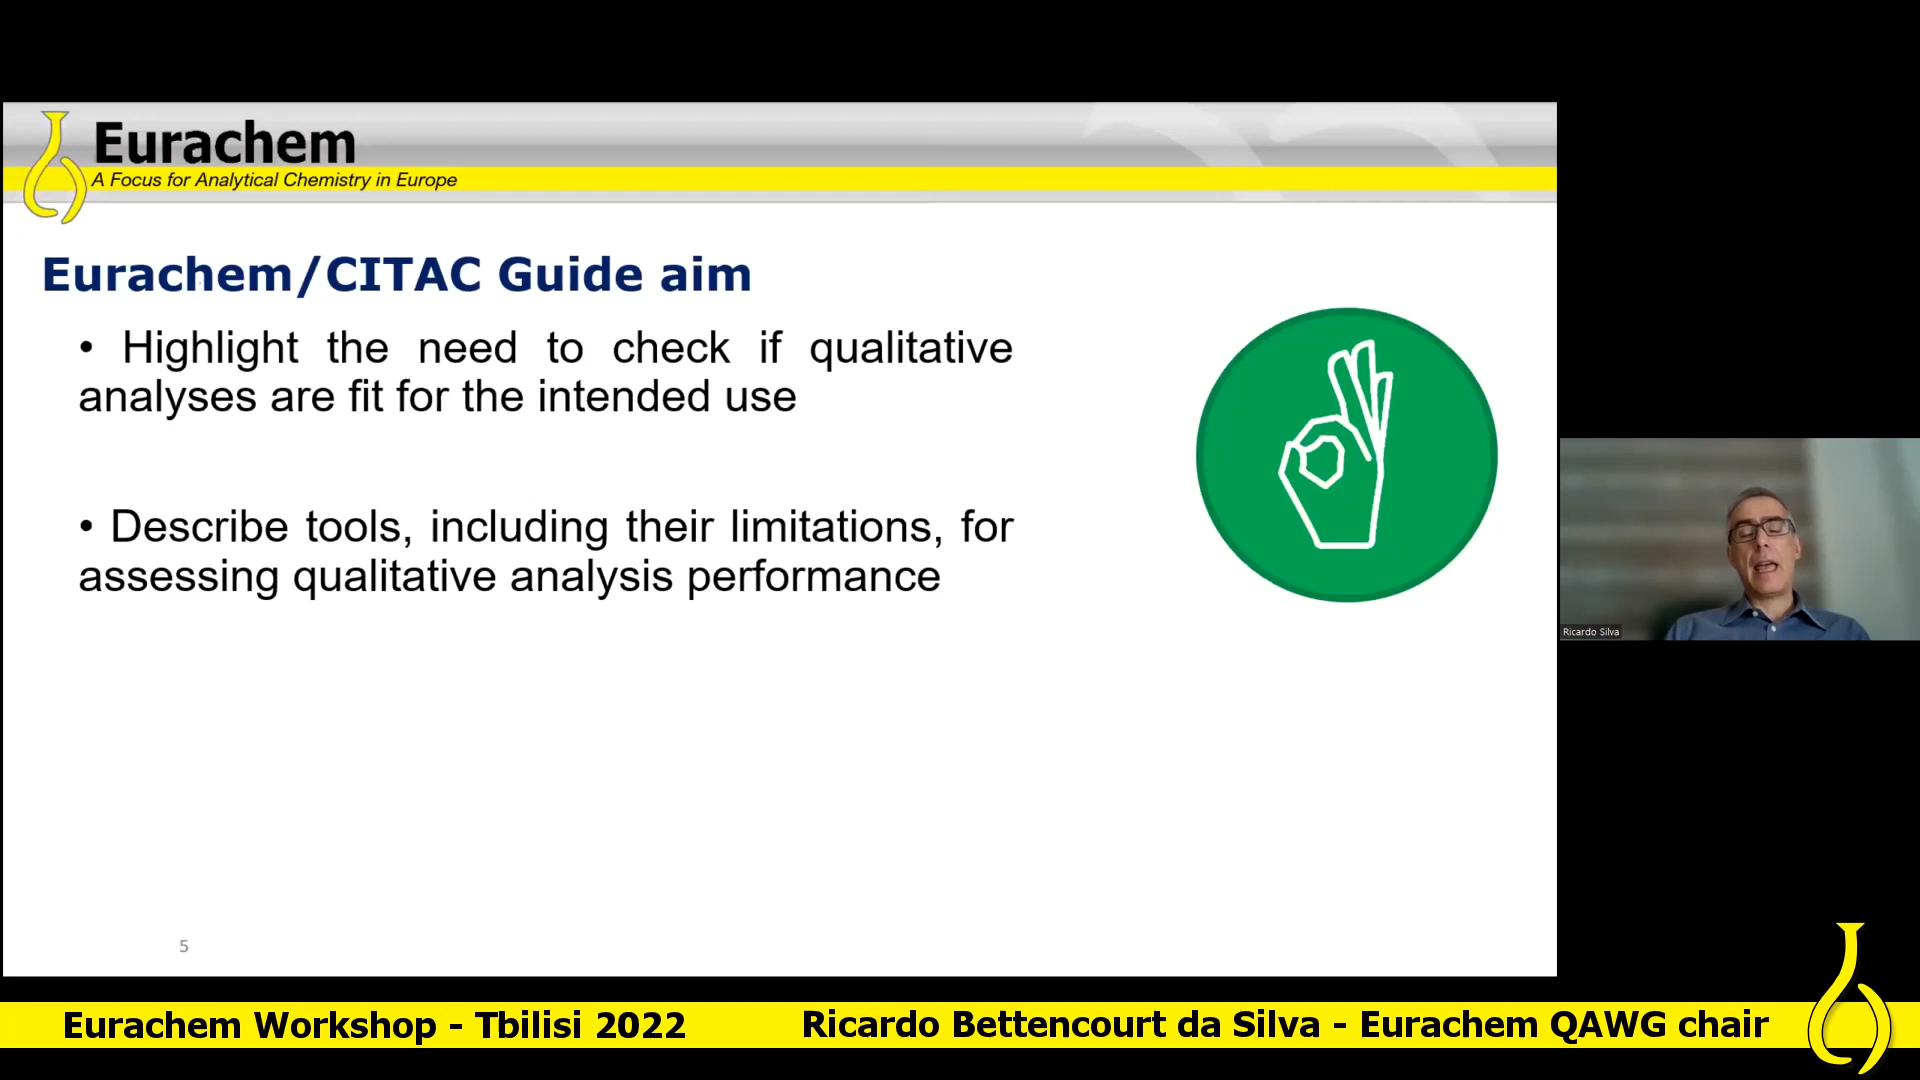 Eurachem
A Focus for Analytical Chemistry in Europe
Eurachem/CITAC Guide aim
• Highlight the need to check if qualitative
analyses are fit for the intended use
• Describe tools, including their limitations, for
assessing qualitative analysis performance
Ricardo Silva
5
Eurachem Workshop - Tbilisi 2022
Ricardo Bettencourt da Silva - Eurachem QAWG chair